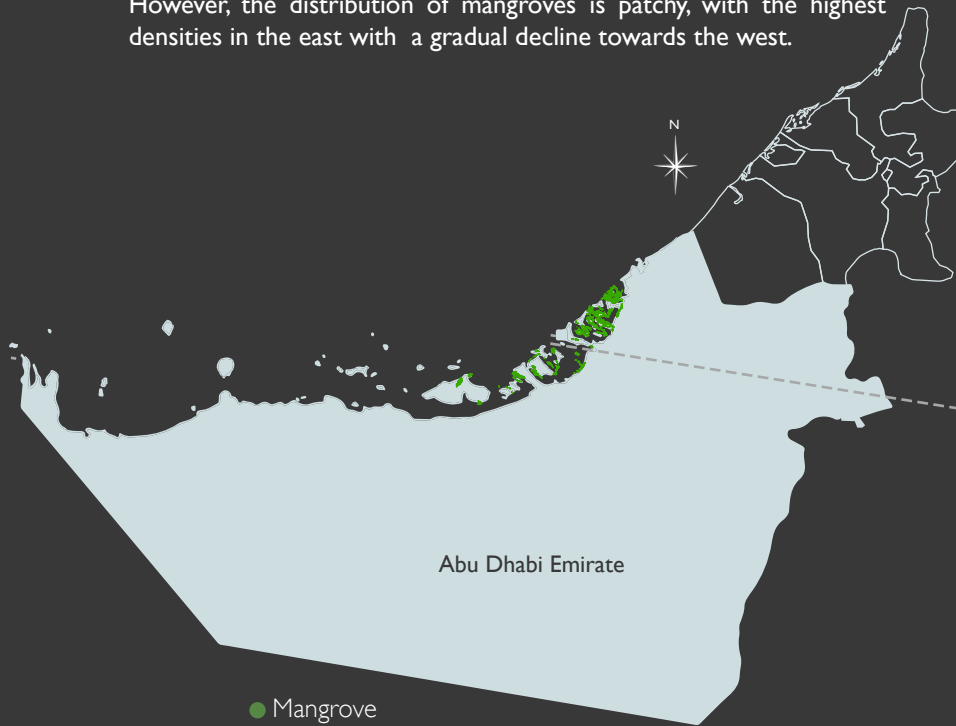 However, the distribution of mangroves is patchy, with the highest
densities in the east with a gradual decline towards the west.
N
Abu Dhabi Emirate
Mangrove